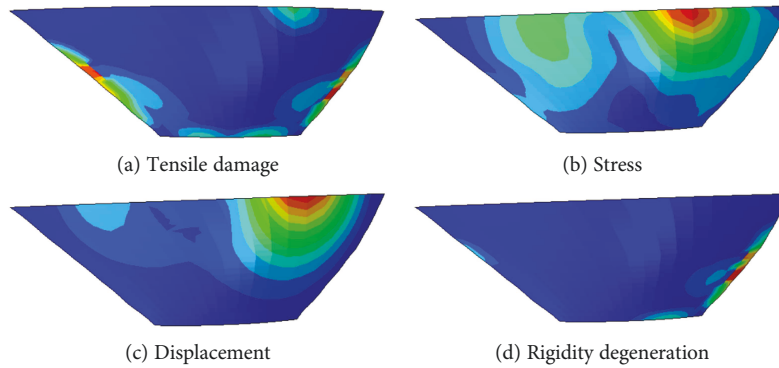 (a) Tensile damage
(b) Stress
(c) Displacement
(d) Rigidity degeneration